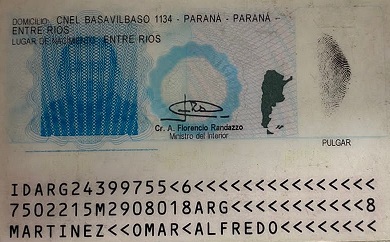 DOMICILIO: CNEL BASAVILBASO 1134 - PARANÁ - PARANÁ -
ENTRE RIOS
LUGAR DE NACIMIENTO: ENTRE RIOS
Cr. A. Florencio Randazzo
Ministro del Interior
PULGAR
IDARG24399755<6<<<<<<<<<<<<<<<
7502215M2908018ARG<<<<<<<<<<<8
MARTINEZ<<OMAR<ALFREDO<<<<<<<<